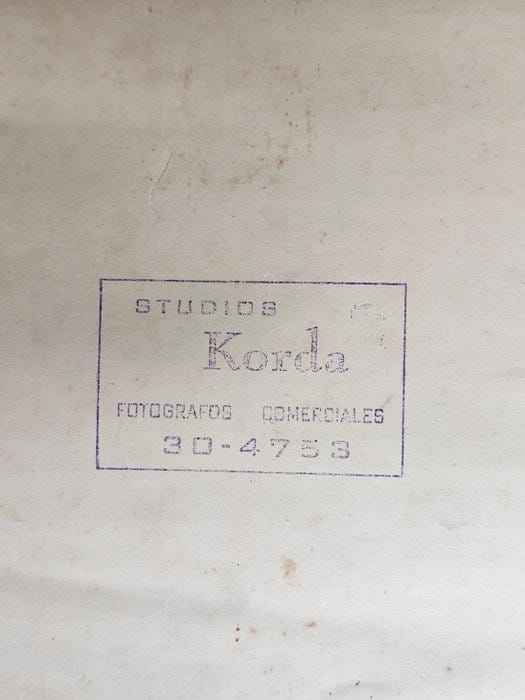 STUDIOS
Korda
FOTOGRAFOS COMERCIALES
30-4753